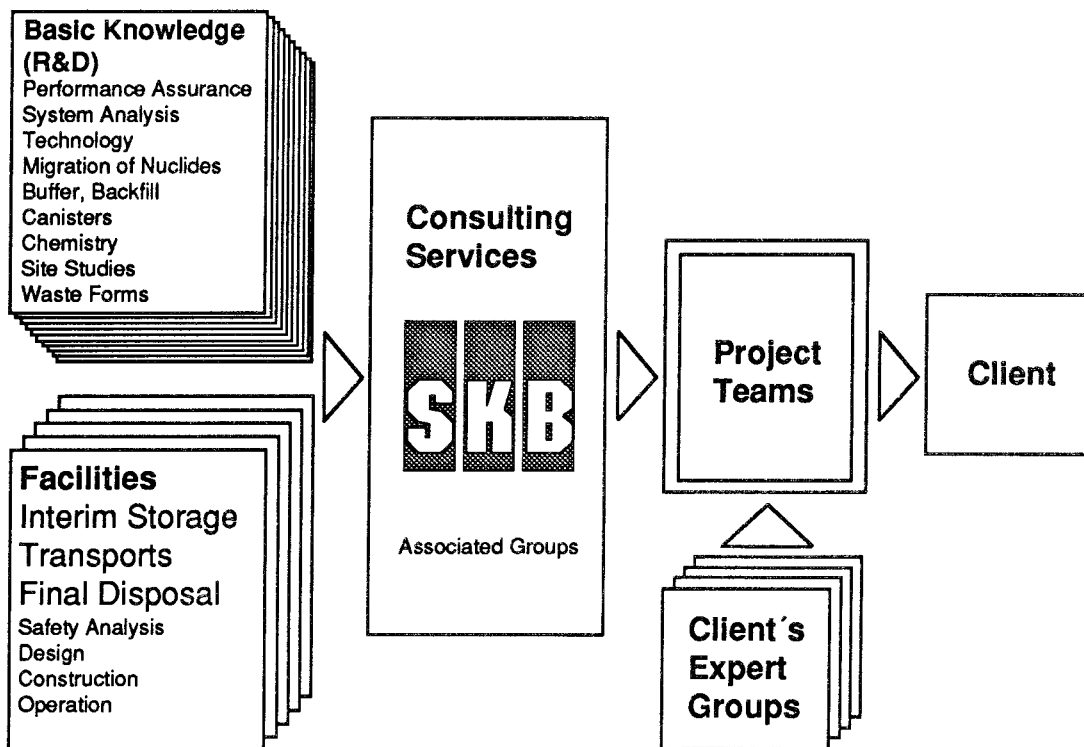 Basic Knowledge
(R&D)
Performance Assurance
System Analysis
Technology
Migration of Nuclides
Buffer, Backfill
Canisters
Chemistry
Site Studies
Waste Forms
Facilities
Interim Storage
Transports
Final Disposal
Safety Analysis
Design
Construction
Operation
Consulting
Services
SKB
Associated Groups
Project
Teams
Client´s
Expert
Groups
Client